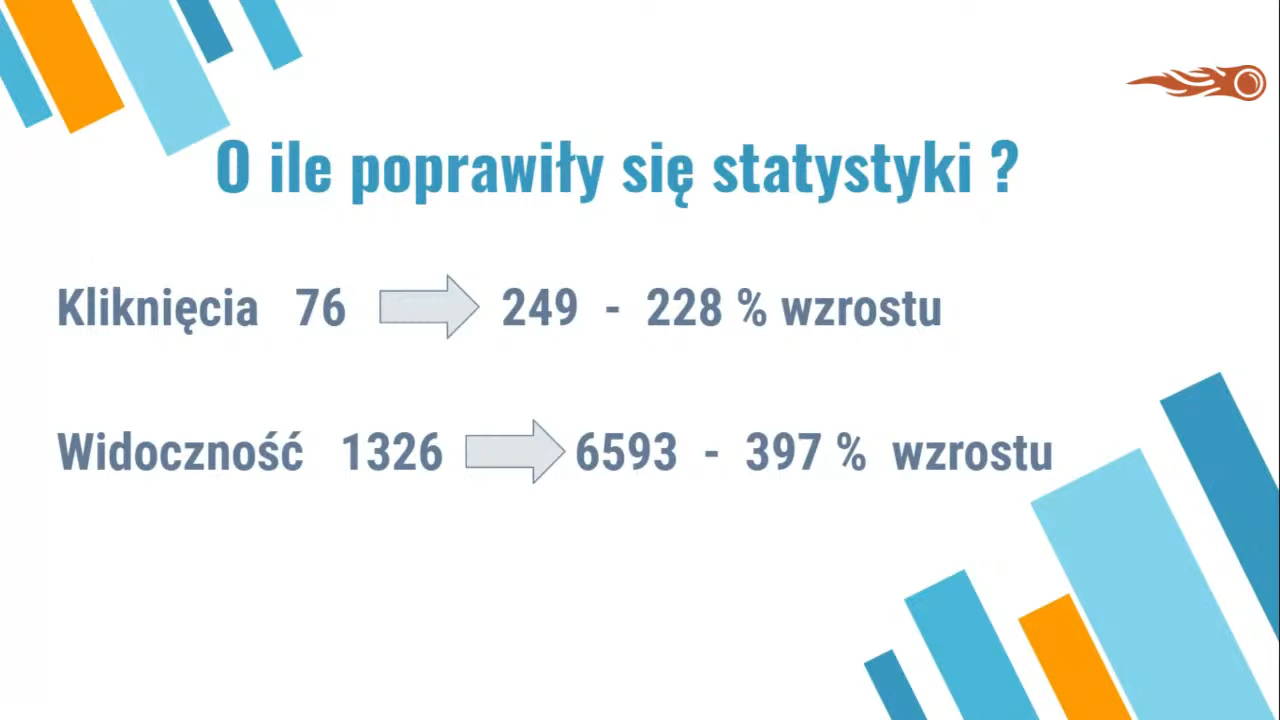 O ile poprawiły się statystyki ?
Kliknięcia 76 249 - 228 % wzrostu
Widoczność 1326 6593 - 397 % wzrostu